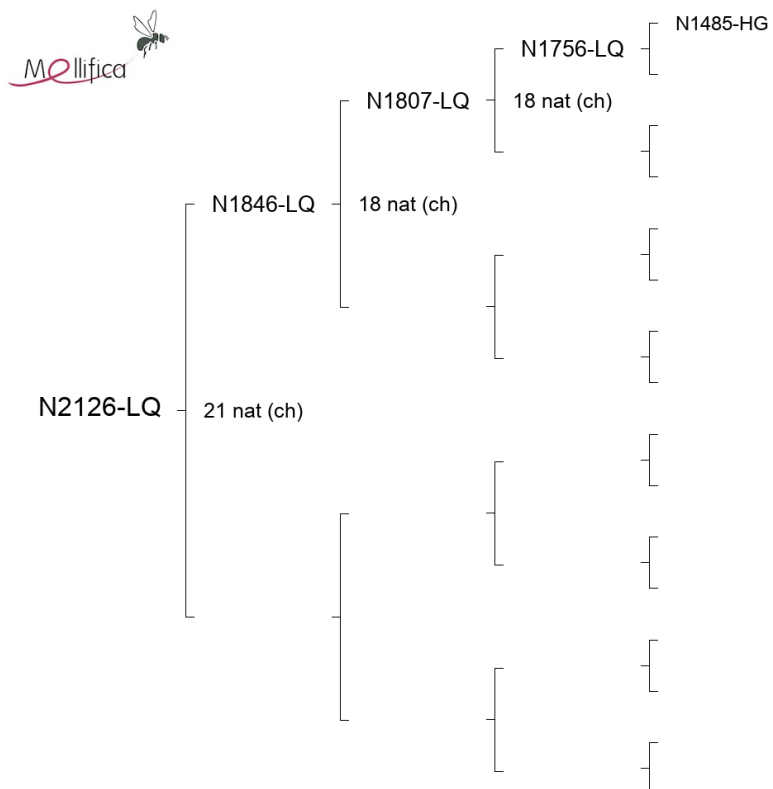 Mellifica
N1485-HG
N1756-LQ
N1807-LQ
18 nat (ch)
N1846-LQ
18 nat (ch)
N2126-LQ
21 nat (ch)